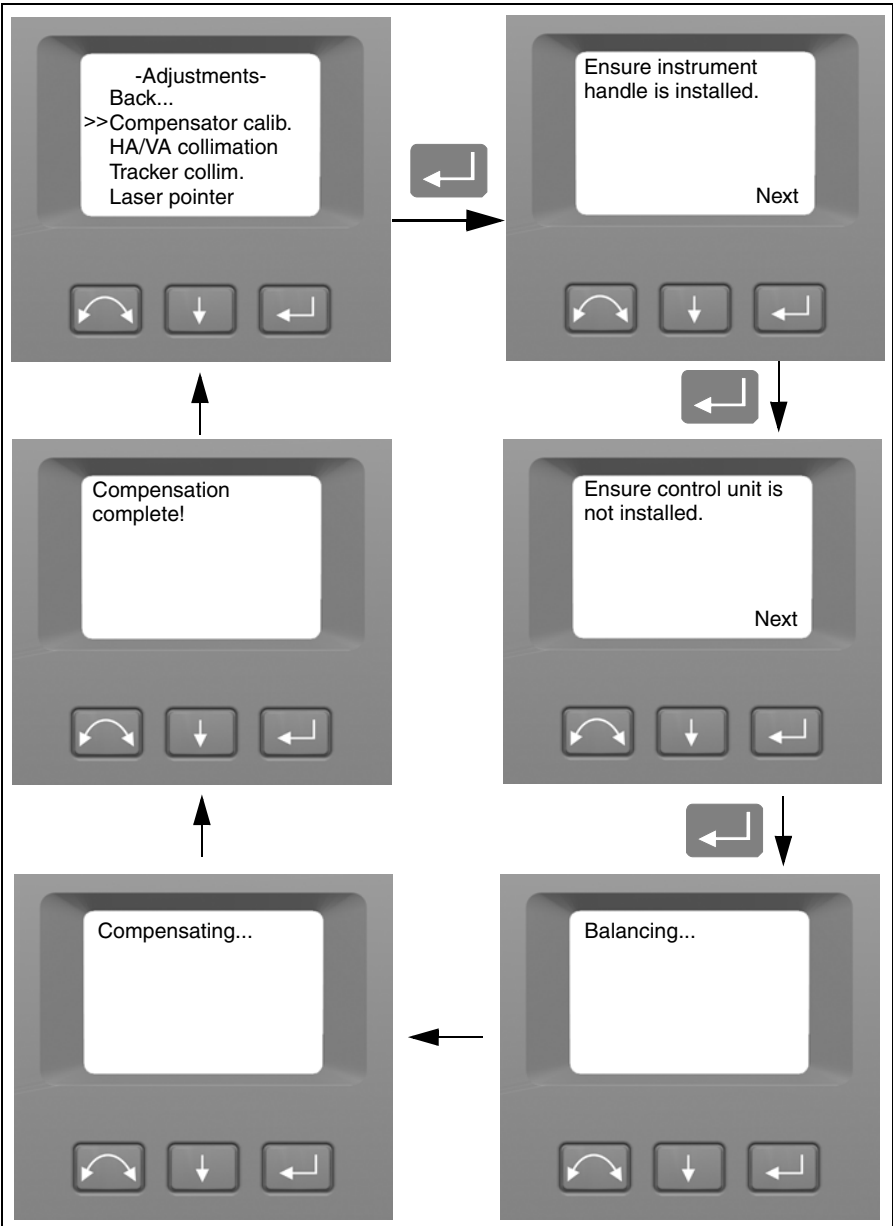 -Adjustments-
Back...
>>Compensator calib.
HA/VA collimation
Tracker collim.
Laser pointer
Ensure instrument
handle is installed.
Next
Ensure control unit is
not installed.
Next
Balancing...
Compensating...
Compensation
complete!